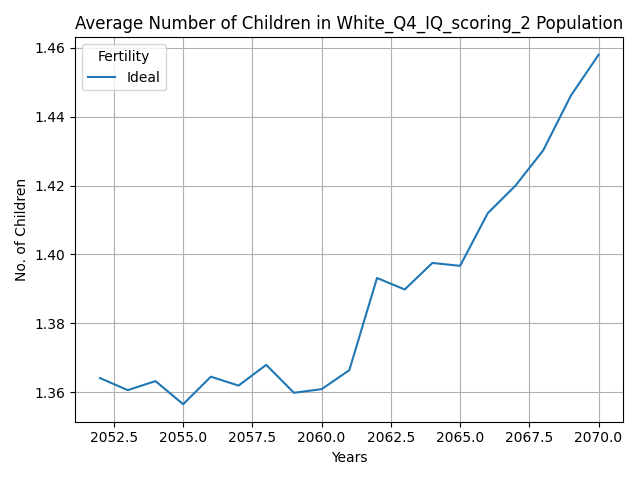 Average Number of Children in White_Q4_IQ_scoring_2 Population
Fertility
Ideal
No. of Children
1.46
1.44
1.42
1.40
1.38
1.36
2052.5 2055.0 2057.5 2060.0 2062.5 2065.0 2067.5 2070.0
Years